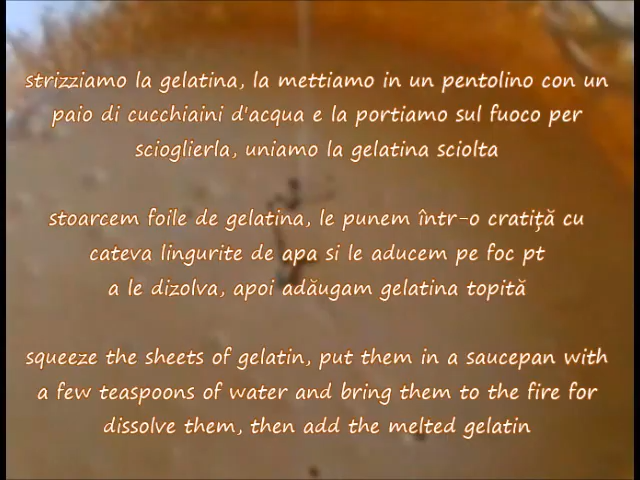 strizziamo la gelatina, la mettiamo in un pentolino con un
paio di cucchiaini d'acqua e la portiamo sul fuoco per
scioglierla, uniamo la gelatina sciolta
stoarcem foile de gelatina, le punem într-o cratiţă cu
cateva lingurite de apa si le aducem pe foc pt
a le dizolva, apoi adăugam gelatina topită
squeeze the sheets of gelatin, put them in a saucepan with
a few teaspoons of water and bring them to the fire for
dissolve them, then add the melted gelatin